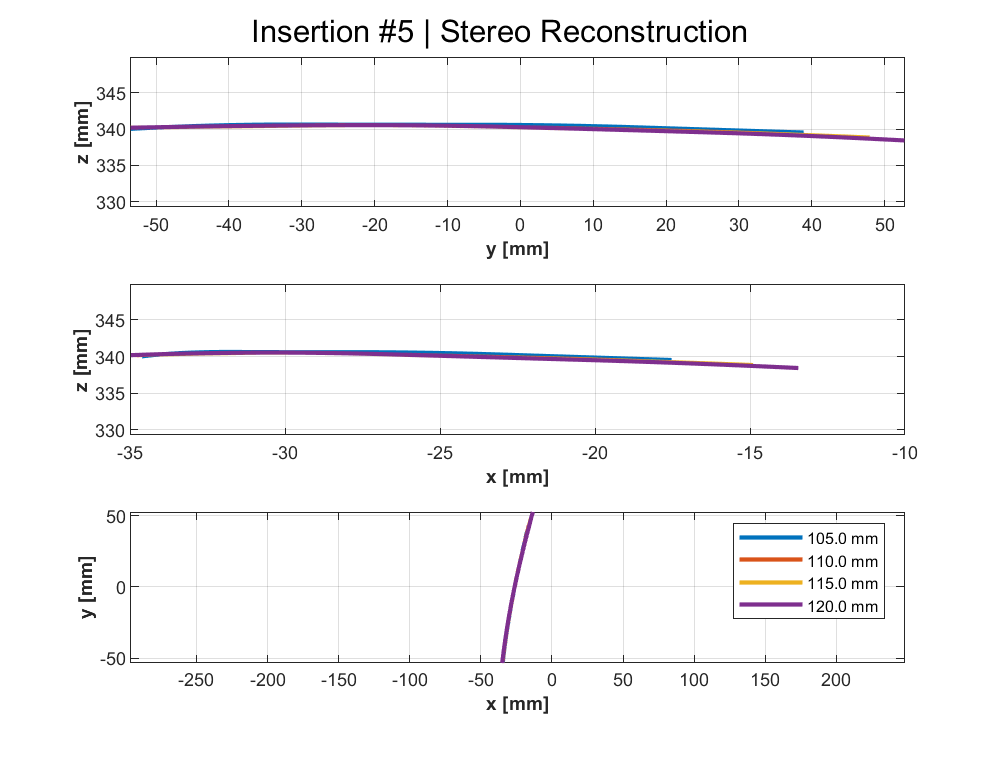 Insertion #5 | Stereo Reconstruction
345
340
335
330
z [mm]
-50 -40 -30 -20 -10 0 10 20 30 40 50
y [mm]
345
340
335
330
z [mm]
-35 -30 -25 -20 -15 -10
x [mm]
50
0
-50
y [mm]
105.0 mm
110.0 mm
115.0 mm
120.0 mm
-250 -200 -150 -100 -50 0 50 100 150 200
x [mm]